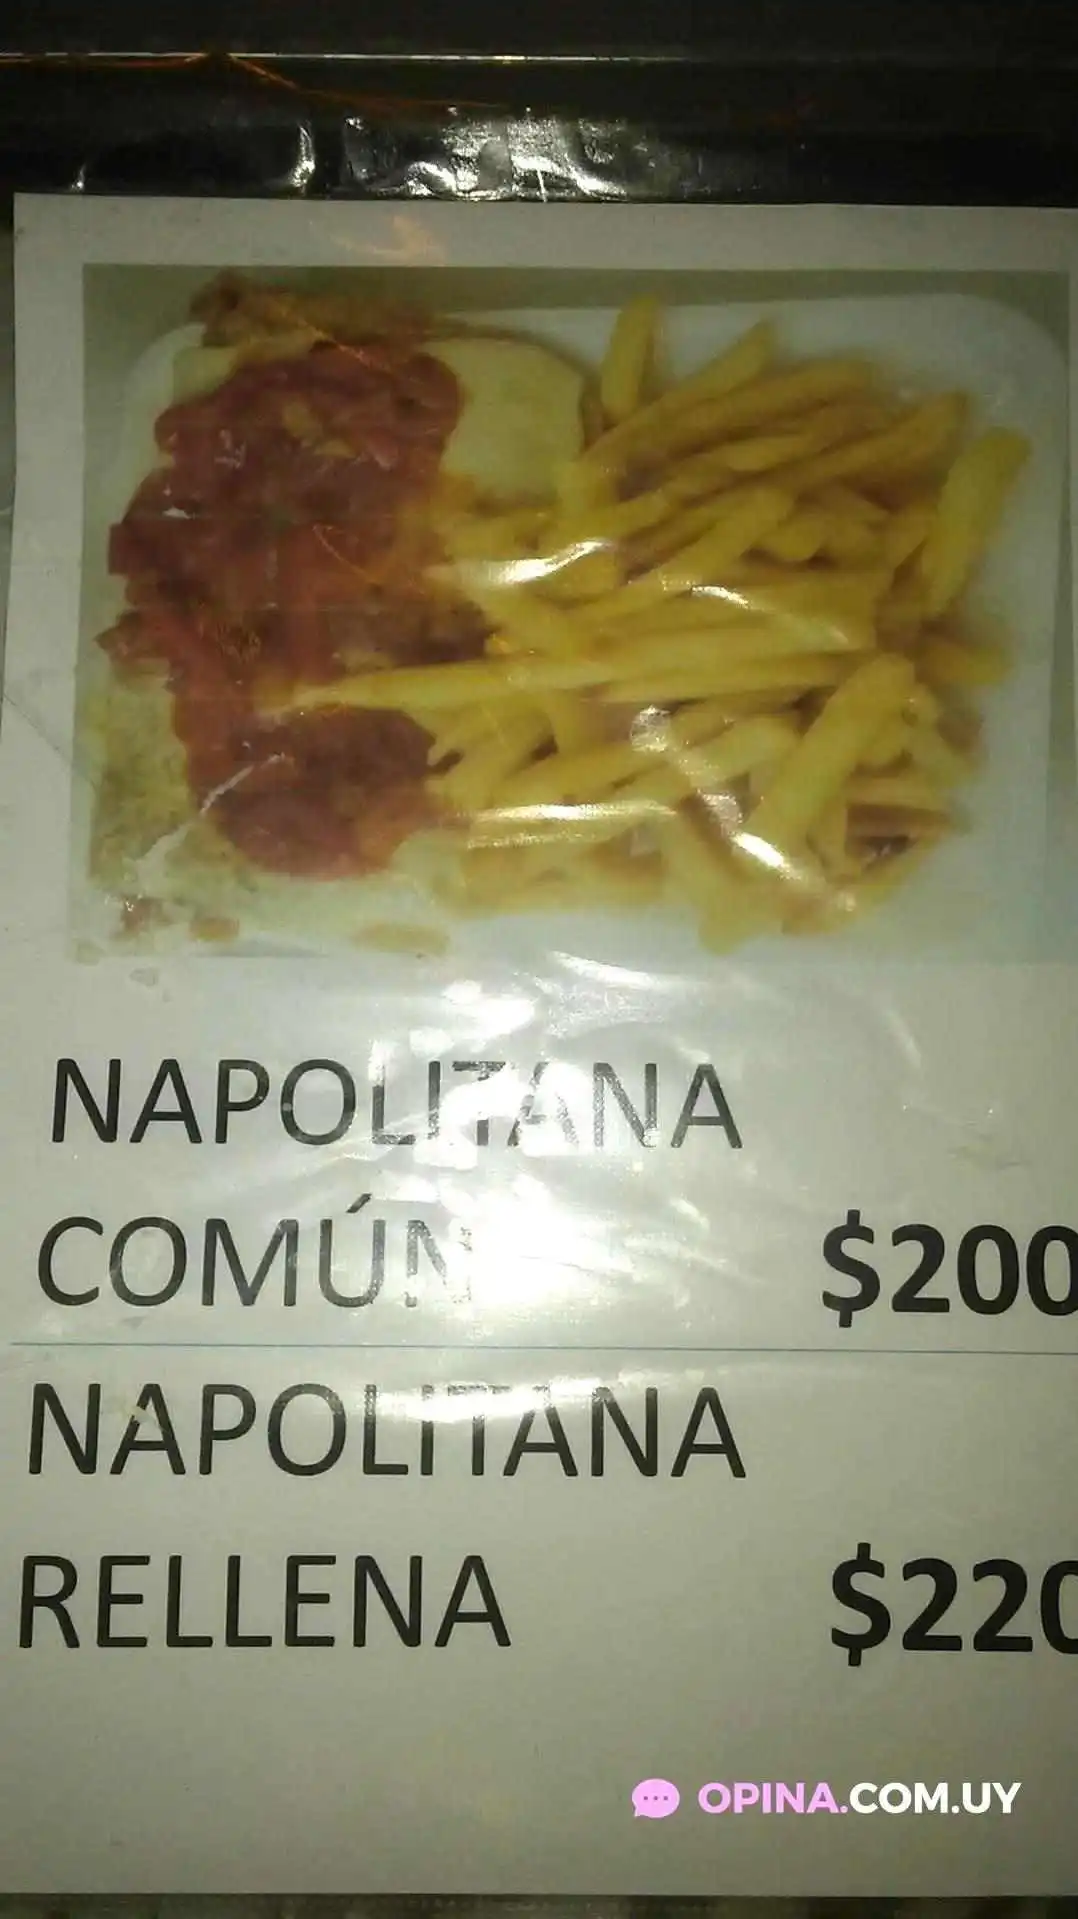 NAPOLITANA
COMÚN $200
NAPOLITANA
RELLENA $220
OPINA.COM.UY